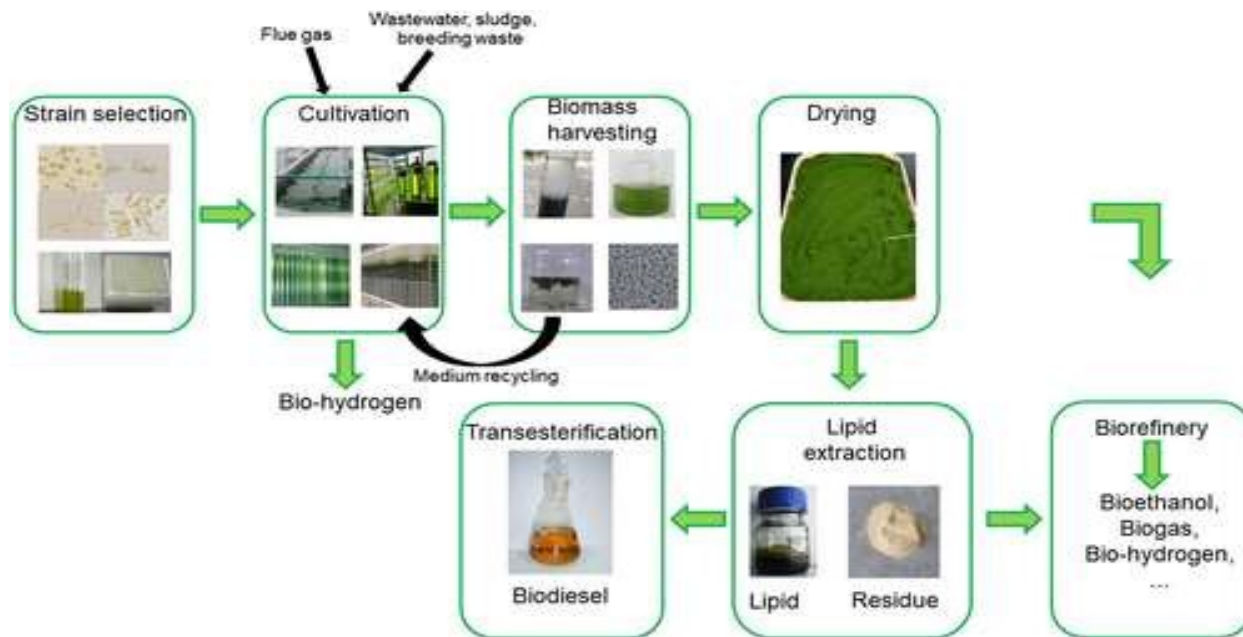 Flue gas
Wastewater, sludge,
breeding waste
Strain selection
Cultivation
Biomass
harvesting
Drying
Medium recycling
Bio-hydrogen
Transesterification
Biodiesel
Lipid
extraction
Lipid
Residue
Biorefinery
Bioethanol,
Biogas,
Bio-hydrogen,
...